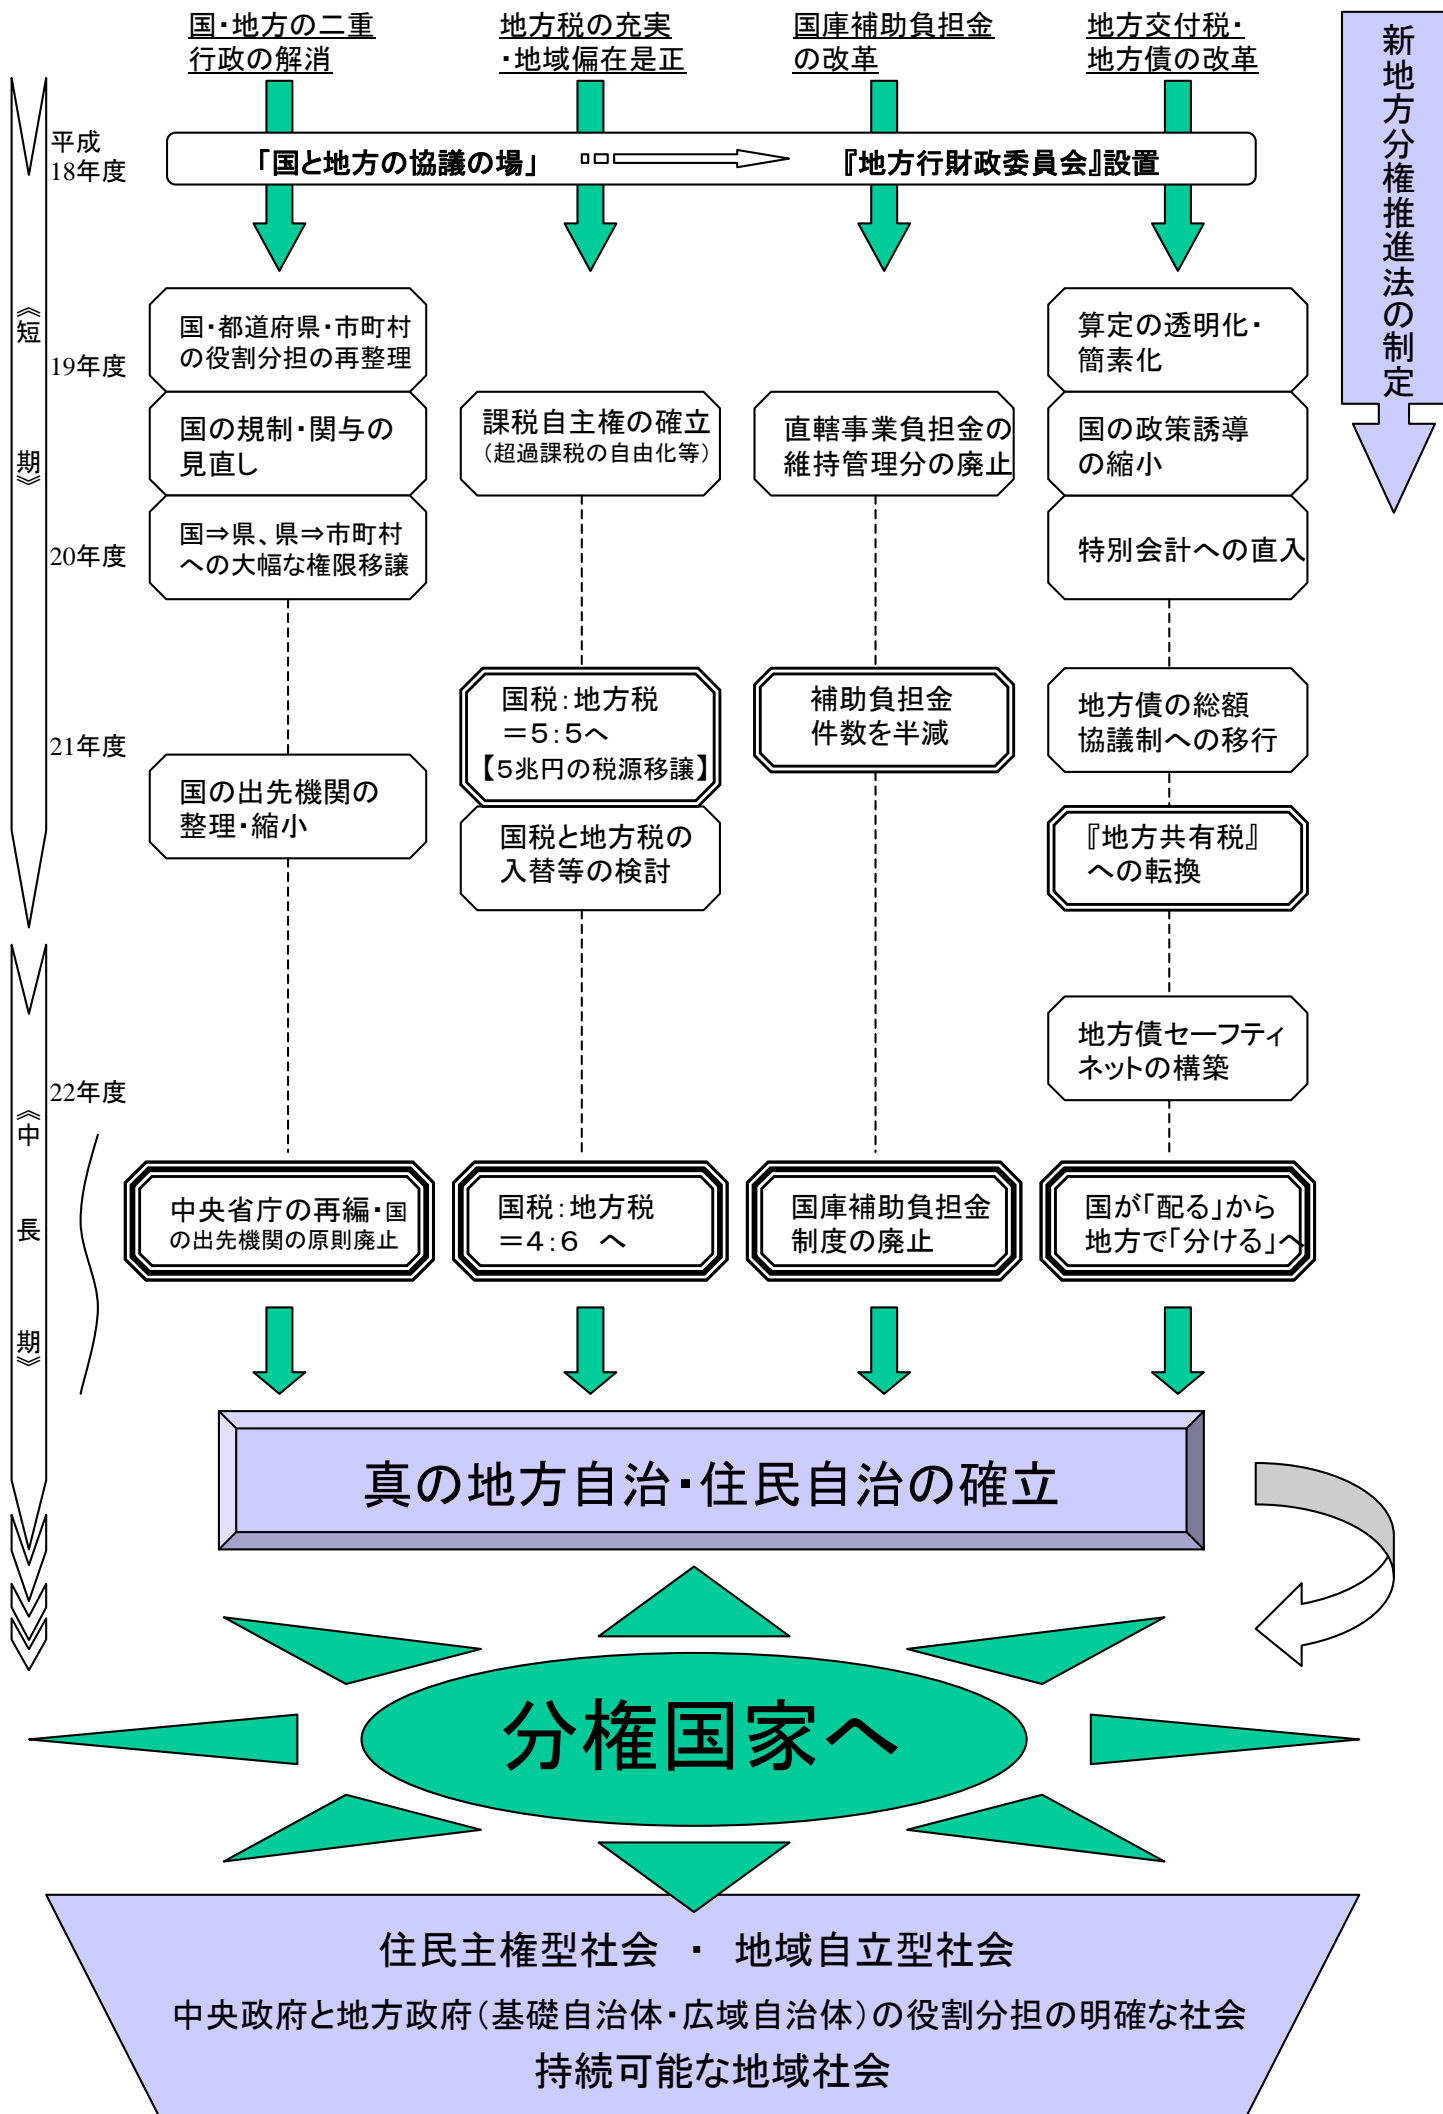 国・地方の二重
行政の解消
地方税の充実
・地域偏在是正
国庫補助負担金
の改革
地方交付税・
地方債の改革
新地方分権推進法の制定
平成
18年度
「国と地方の協議の場」
『地方行財政委員会』設置
《短期》
19年度
国・都道府県・市町村
の役割分担の再整理
算定の透明化・
簡素化
国の規制・関与の
見直し
課税自主権の確立
（超過課税の自由化等）
直轄事業負担金の
維持管理分の廃止
国の政策誘導
の縮小
20年度
国⇒県、県⇒市町村
への大幅な権限移譲
特別会計への直入
21年度
国税：地方税
＝５：５へ
【５兆円の税源移譲】
補助負担金
件数を半減
地方債の総額
協議制への移行
国の出先機関の
整理・縮小
国税と地方税の
入替等の検討
『地方共有税』
への転換
22年度
地方債セーフティ
ネットの構築
《中長期》
中央省庁の再編・国
の出先機関の原則廃止
国税：地方税
＝４：６ へ
国庫補助負担金
制度の廃止
国が「配る」から
地方で「分ける」へ
真の地方自治・住民自治の確立
分権国家へ
住民主権型社会 ・ 地域自立型社会
中央政府と地方政府（基礎自治体・広域自治体）の役割分担の明確な社会
持続可能な地域社会